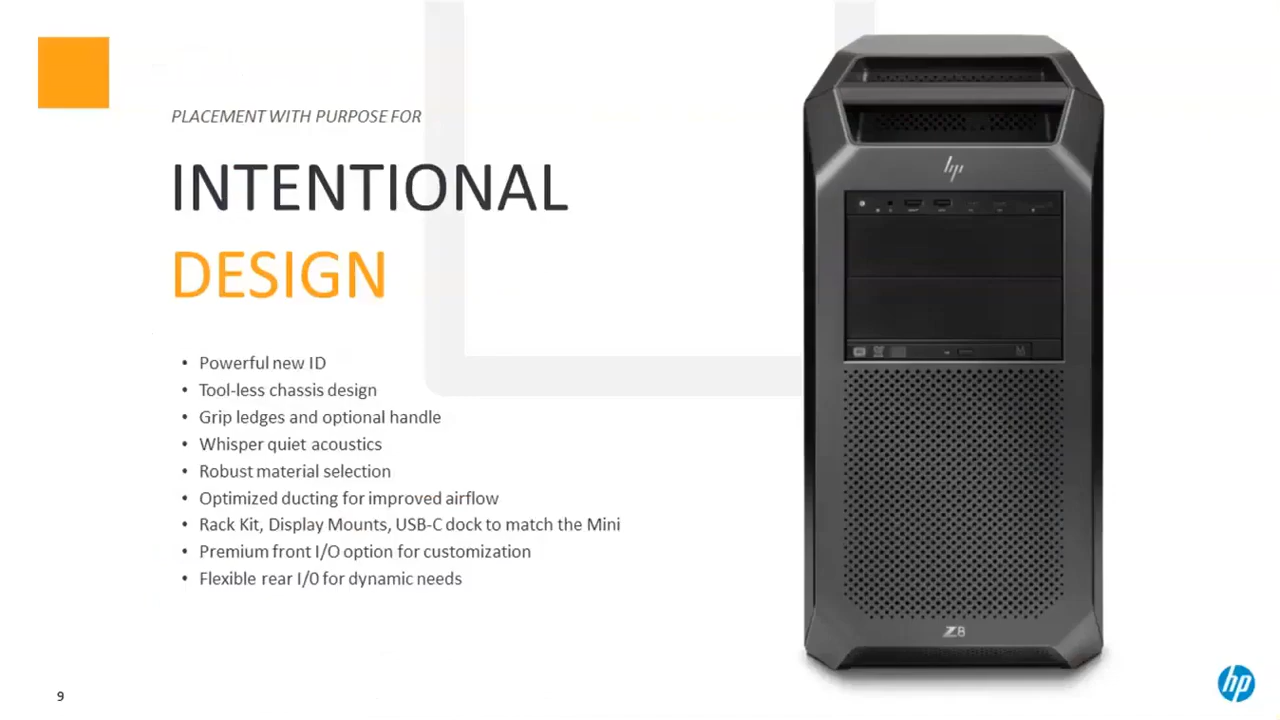 PLACEMENT WITH PURPOSE FOR
INTENTIONAL
DESIGN
• Powerful new ID
• Tool-less chassis design
• Grip ledges and optional handle
• Whisper quiet acoustics
• Robust material selection
• Optimized ducting for improved airflow
• Rack Kit, Display Mounts, USB-C dock to match the Mini
• Premium front I/O option for customization
• Flexible rear I/0 for dynamic needs
hp
Z8
9
hp